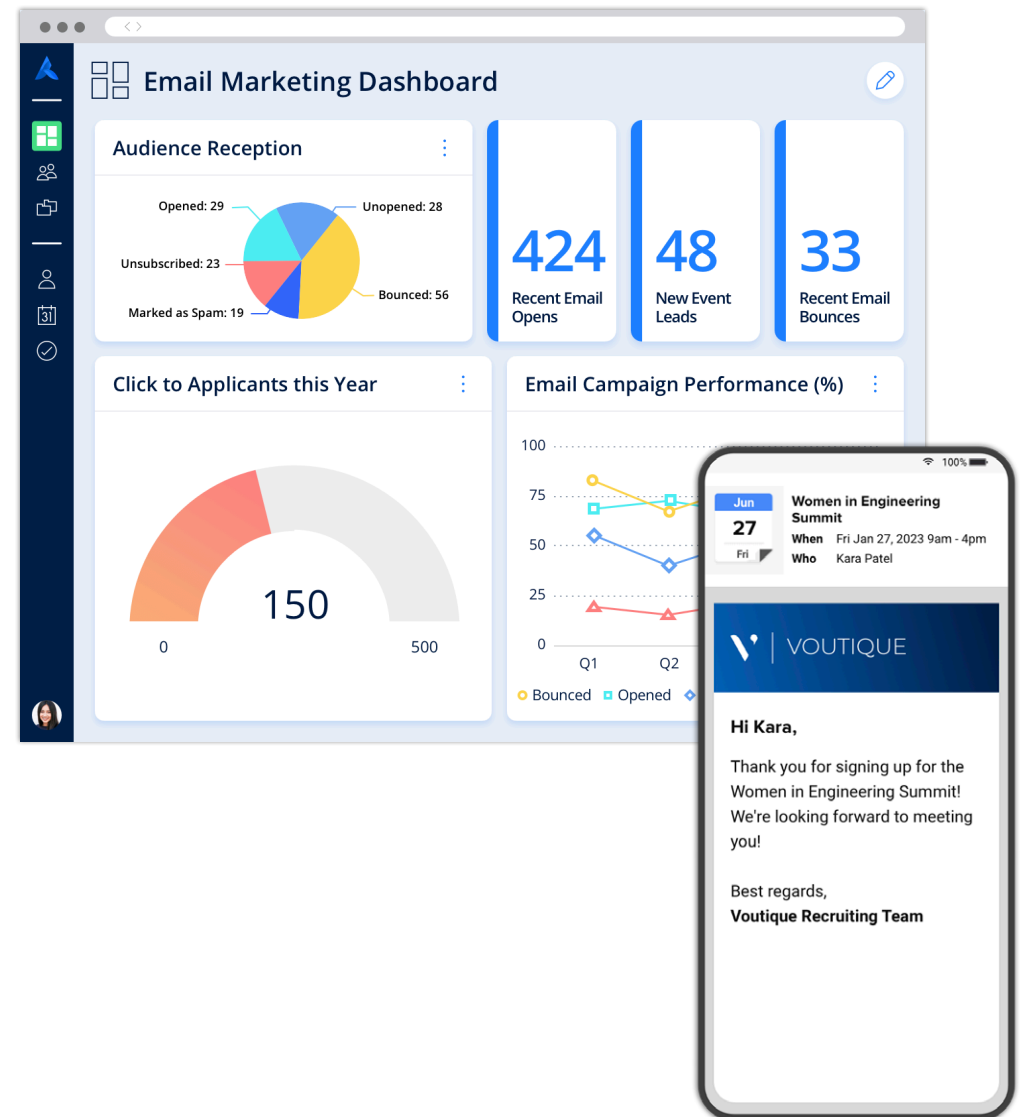 Email Marketing Dashboard
Audience Reception
Opened: 29
Unopened: 28
Unsubscribed: 23
Bounced: 56
Marked as Spam: 19
424
Recent Email
Opens
48
New Event
Leads
33
Recent Email
Bounces
31
Click to Applicants this Year
150
0
500
Email Campaign Performance (%)
100
75
50
25
0
Q1
Q2
Bounced
Opened
100%
Jun
27
Fri
Women in Engineering
Summit
When Fri Jan 27, 2023 9am - 4pm
Who Kara Patel
VOUTIQUE
Hi Kara,
Thank you for signing up for the
Women in Engineering Summit!
We're looking forward to meeting
you!
Best regards,
Voutique Recruiting Team